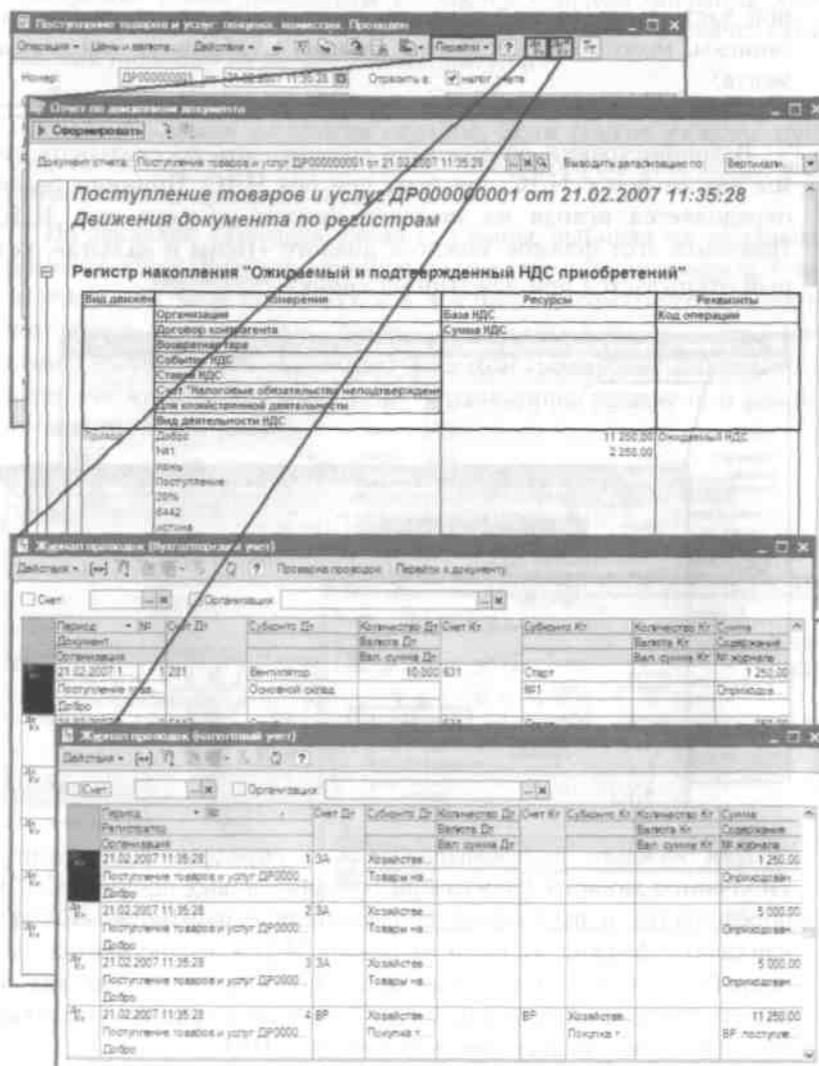 Поступление товаров и услуг: покупка, комиссия. Проведен
Операция Цены и валюта... Действия Перейти ?
Номер: ДР000000001 от 21.02.2007 11:35:28 Отразить в: налог. учете
Отчет по движениям документа
Сформировать
Документ отчета: Поступление товаров и услуг ДР000000001 от 21.02.2007 11:35:28 Выводить детализацию по: Вертикали
Поступление товаров и услуг ДР000000001 от 21.02.2007 11:35:28
Движения документа по регистрам
Регистр накопления "Ожидаемый и подтвержденный НДС приобретений"
Вид движен Измерения Ресурсы Реквизиты
Организация База НДС Код операции
Договор контрагента Сумма НДС
Возвратная тара
Событие НДС
Ставка НДС
Счет "Налоговые обязательства неподтвержден
Для хозяйственной деятельности
Вид деятельности НДС
Приход Добро 11 250,00 Ожидаемый НДС
№1 2 250,00
ложь
Поступление
20%
6442
истина
Журнал проводок (бухгалтерский учет)
Действия ? Проверка проводок Перейти к документу
Счет: Организация:
Период № Счет Дт Субконто Дт Количество Дт Счет Кт Субконто Кт Количество Кт Сумма
Документ Валюта Дт Валюта Кт Содержание
Организация Вал. сумма Дт Вал. сумма Кт № журнала
21.02.2007 1... 1 281 Вентилятор 10,000 631 Старт 1 250,00
Поступление това... Основной склад №1 Оприходов...
Добро
Журнал проводок (налоговый учет)
Действия ?
Счет: Организация:
Период № Счет Дт Субконто Дт Количество Дт Счет Кт Субконто Кт Количество Кт Сумма
Регистратор Валюта Дт Валюта Кт Содержание
Организация Вал. сумма Дт Вал. сумма Кт № журнала
21.02.2007 11:35:28 1 ЗА Хозяйстве... 1 250,00
Поступление товаров и услуг ДР0000... Товары на... Оприходован...
Добро
21.02.2007 11:35:28 2 ЗА Хозяйстве... 5 000,00
Поступление товаров и услуг ДР0000... Товары на... Оприходован...
Добро
21.02.2007 11:35:28 3 ЗА Хозяйстве... 5 000,00
Поступление товаров и услуг ДР0000... Товары на... Оприходован...
Добро
21.02.2007 11:35:28 4 ВР Хозяйстве... ВР Хозяйстве... 11 250,00
Поступление товаров и услуг ДР0000... Покупка т... Покупка т... ВР: поступле...
Добро